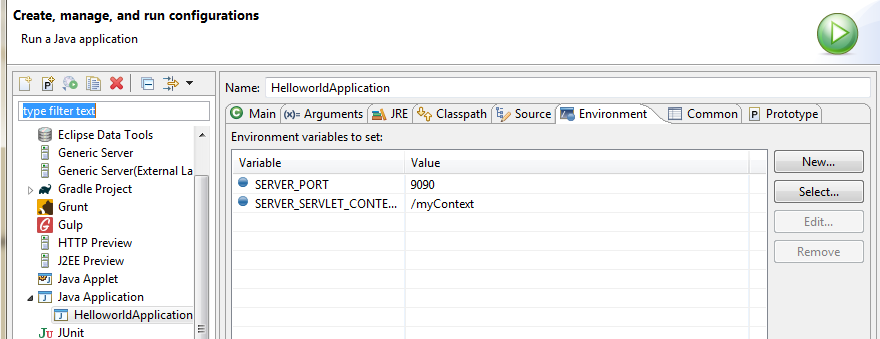 Create, manage, and run configurations
Run a Java application
Name: HelloworldApplication
type filter text
Main (x)= Arguments JRE Classpath Source Environment Common P Prototype
Eclipse Data Tools
Generic Server
Generic Server(External La
Gradle Project
Grunt
Gulp
HTTP Preview
J2EE Preview
Java Applet
Java Application
HelloworldApplication
JUnit
Environment variables to set:
Variable Value
SERVER_PORT 9090
SERVER_SERVLET_CONTE... /myContext
New...
Select...
Edit...
Remove